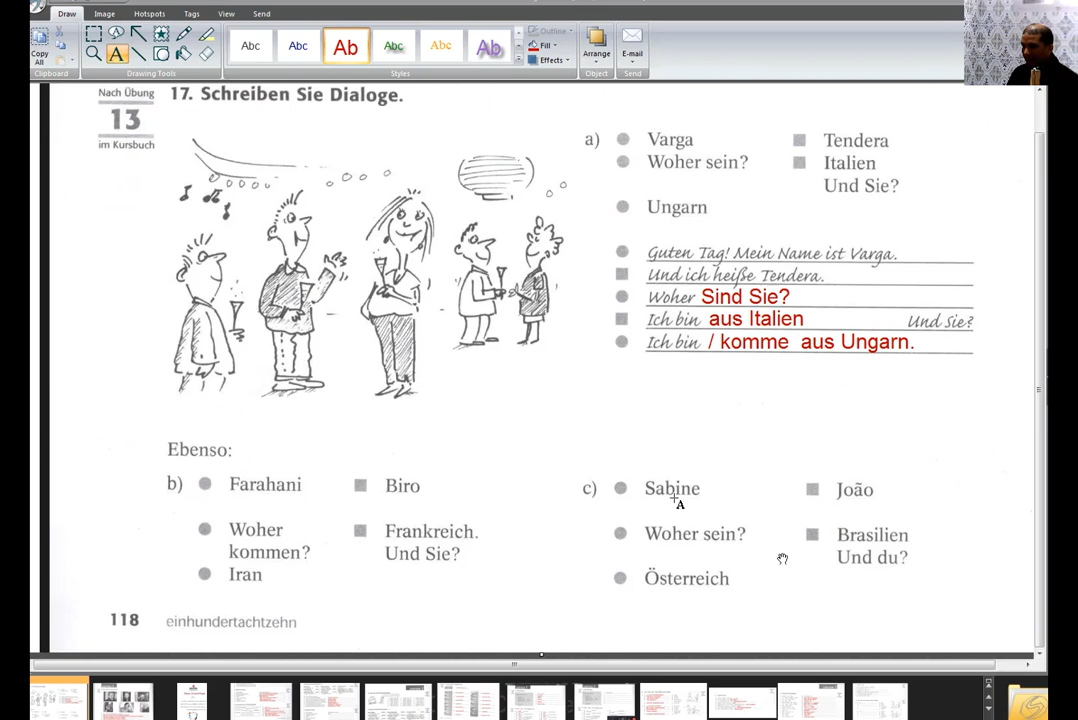 Draw Image Hotspots Tags View Send
Copy All
Abc Abc Ab Abc Abc Ab
Outline
Fill
Effects
Arrange
E-mail
Clipboard Drawing Tools Styles Object Send
Nach Übung
13
im Kursbuch
17. Schreiben Sie Dialoge.
a) Varga Tendera
Woher sein? Italien
Und Sie?
Ungarn
Guten Tag! Mein Name ist Varga.
Und ich heiße Tendera.
Woher Sind Sie?
Ich bin aus Italien Und Sie?
Ich bin / komme aus Ungarn.
Ebenso:
b) Farahani Biro
Woher kommen? Frankreich.
Und Sie?
Iran
c) Sabine João
Woher sein? Brasilien
Und du?
Österreich
A
118 einhundertachtzehn